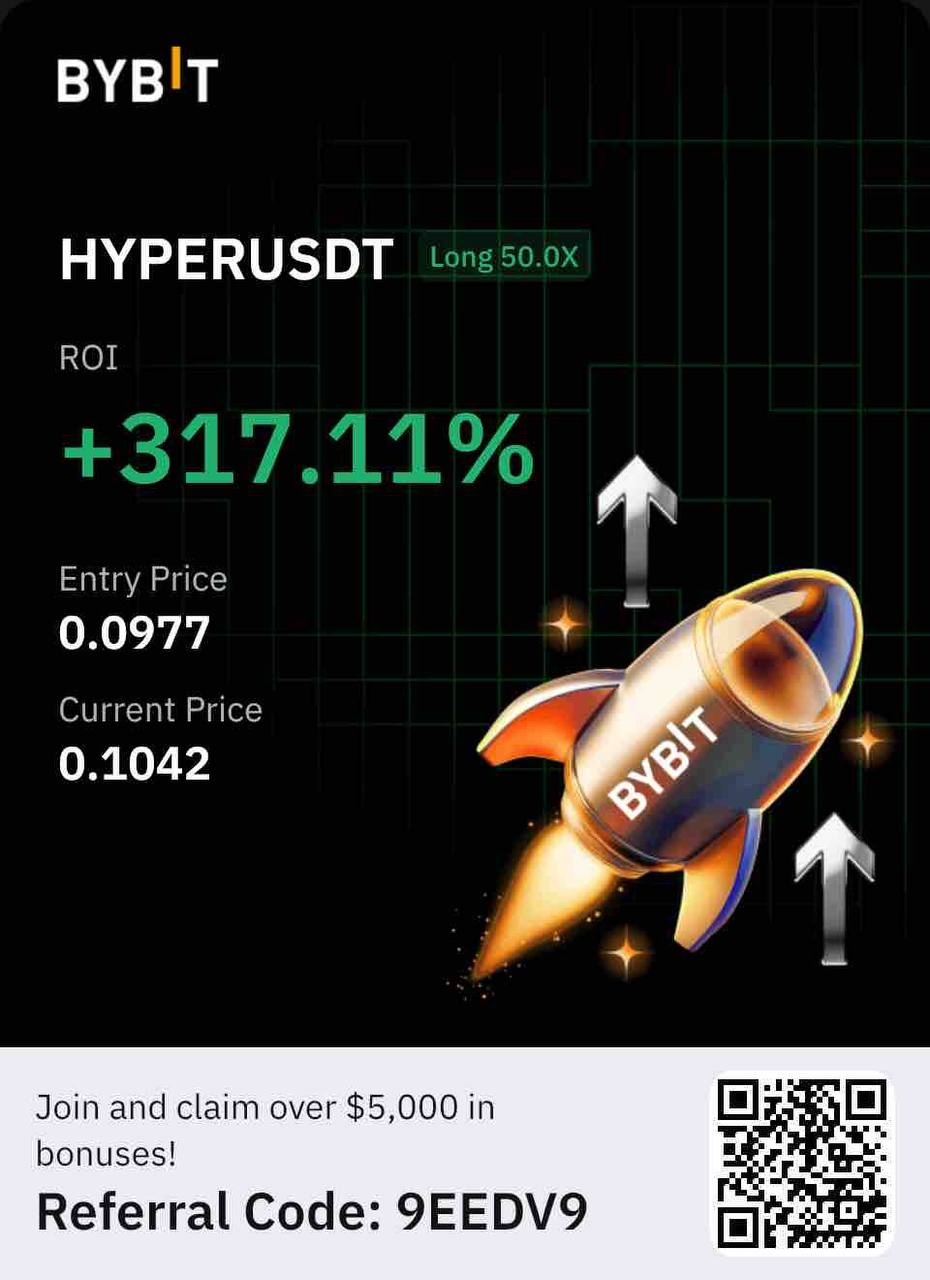 BYBIT
HYPERUSDT Long 50.0X
ROI
+317.11%
Entry Price
0.0977
Current Price
0.1042
BYBIT
Join and claim over $5,000 in
bonuses!
Referral Code: 9EEDV9